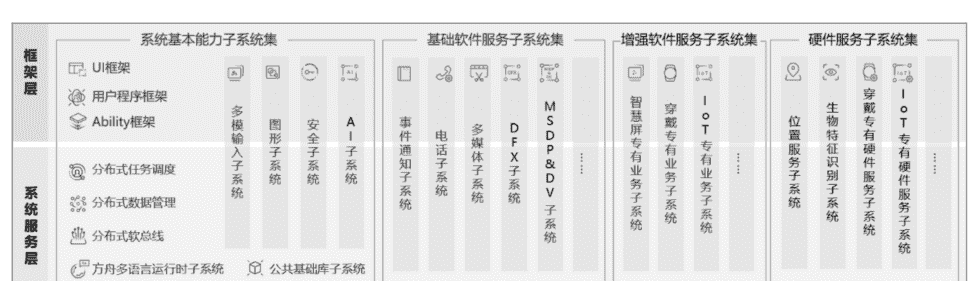 框架层
系统服务层
系统基本能力子系统集
UI框架
用户程序框架
Ability框架
分布式任务调度
分布式数据管理
分布式软总线
方舟多语言运行时子系统
公共基础库子系统
多模输入子系统
图形子系统
安全子系统
AI子系统
基础软件服务子系统集
事件通知子系统
电话子系统
多媒体子系统
DFX子系统
MSDP&DV子系统
……
增强软件服务子系统集
智慧屏专有业务子系统
穿戴专有业务子系统
IoT专有业务子系统
……
硬件服务子系统集
位置服务子系统
生物特征识别子系统
穿戴专有硬件服务子系统
IoT专有硬件服务子系统
……